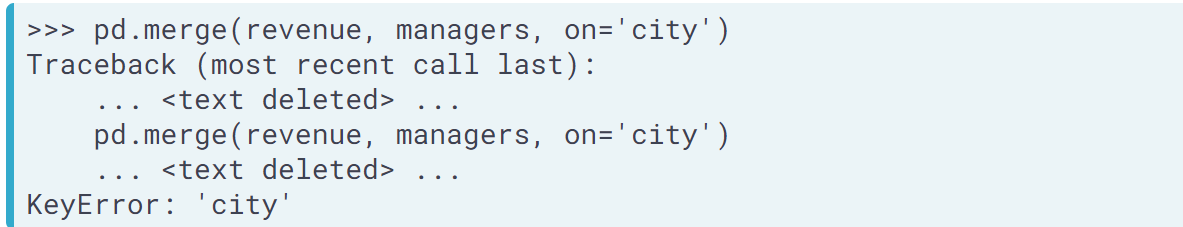 >>> pd.merge(revenue, managers, on='city')
Traceback (most recent call last):
    ... <text deleted> ...
    pd.merge(revenue, managers, on='city')
    ... <text deleted> ...
KeyError: 'city'